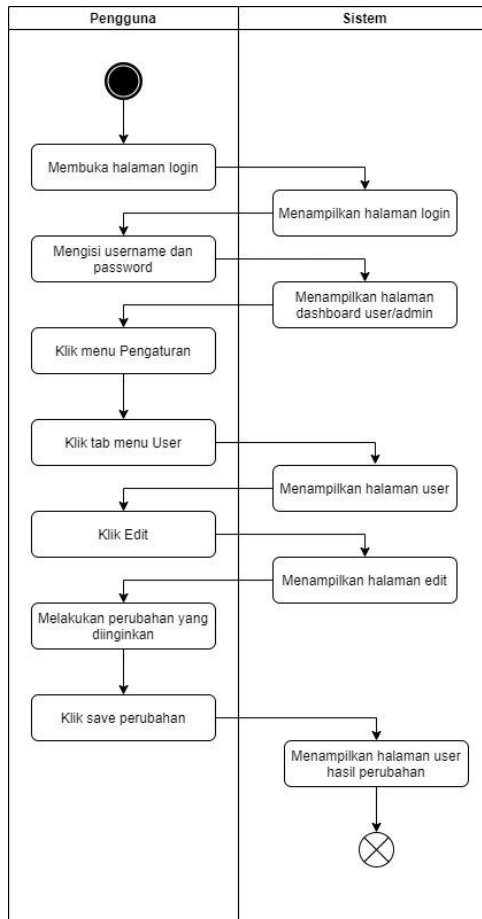 Pengguna
Sistem
Membuka halaman login
Menampilkan halaman login
Mengisi username dan
password
Menampilkan halaman
dashboard user/admin
Klik menu Pengaturan
Klik tab menu User
Menampilkan halaman user
Klik Edit
Menampilkan halaman edit
Melakukan perubahan yang
diinginkan
Klik save perubahan
Menampilkan halaman user
hasil perubahan